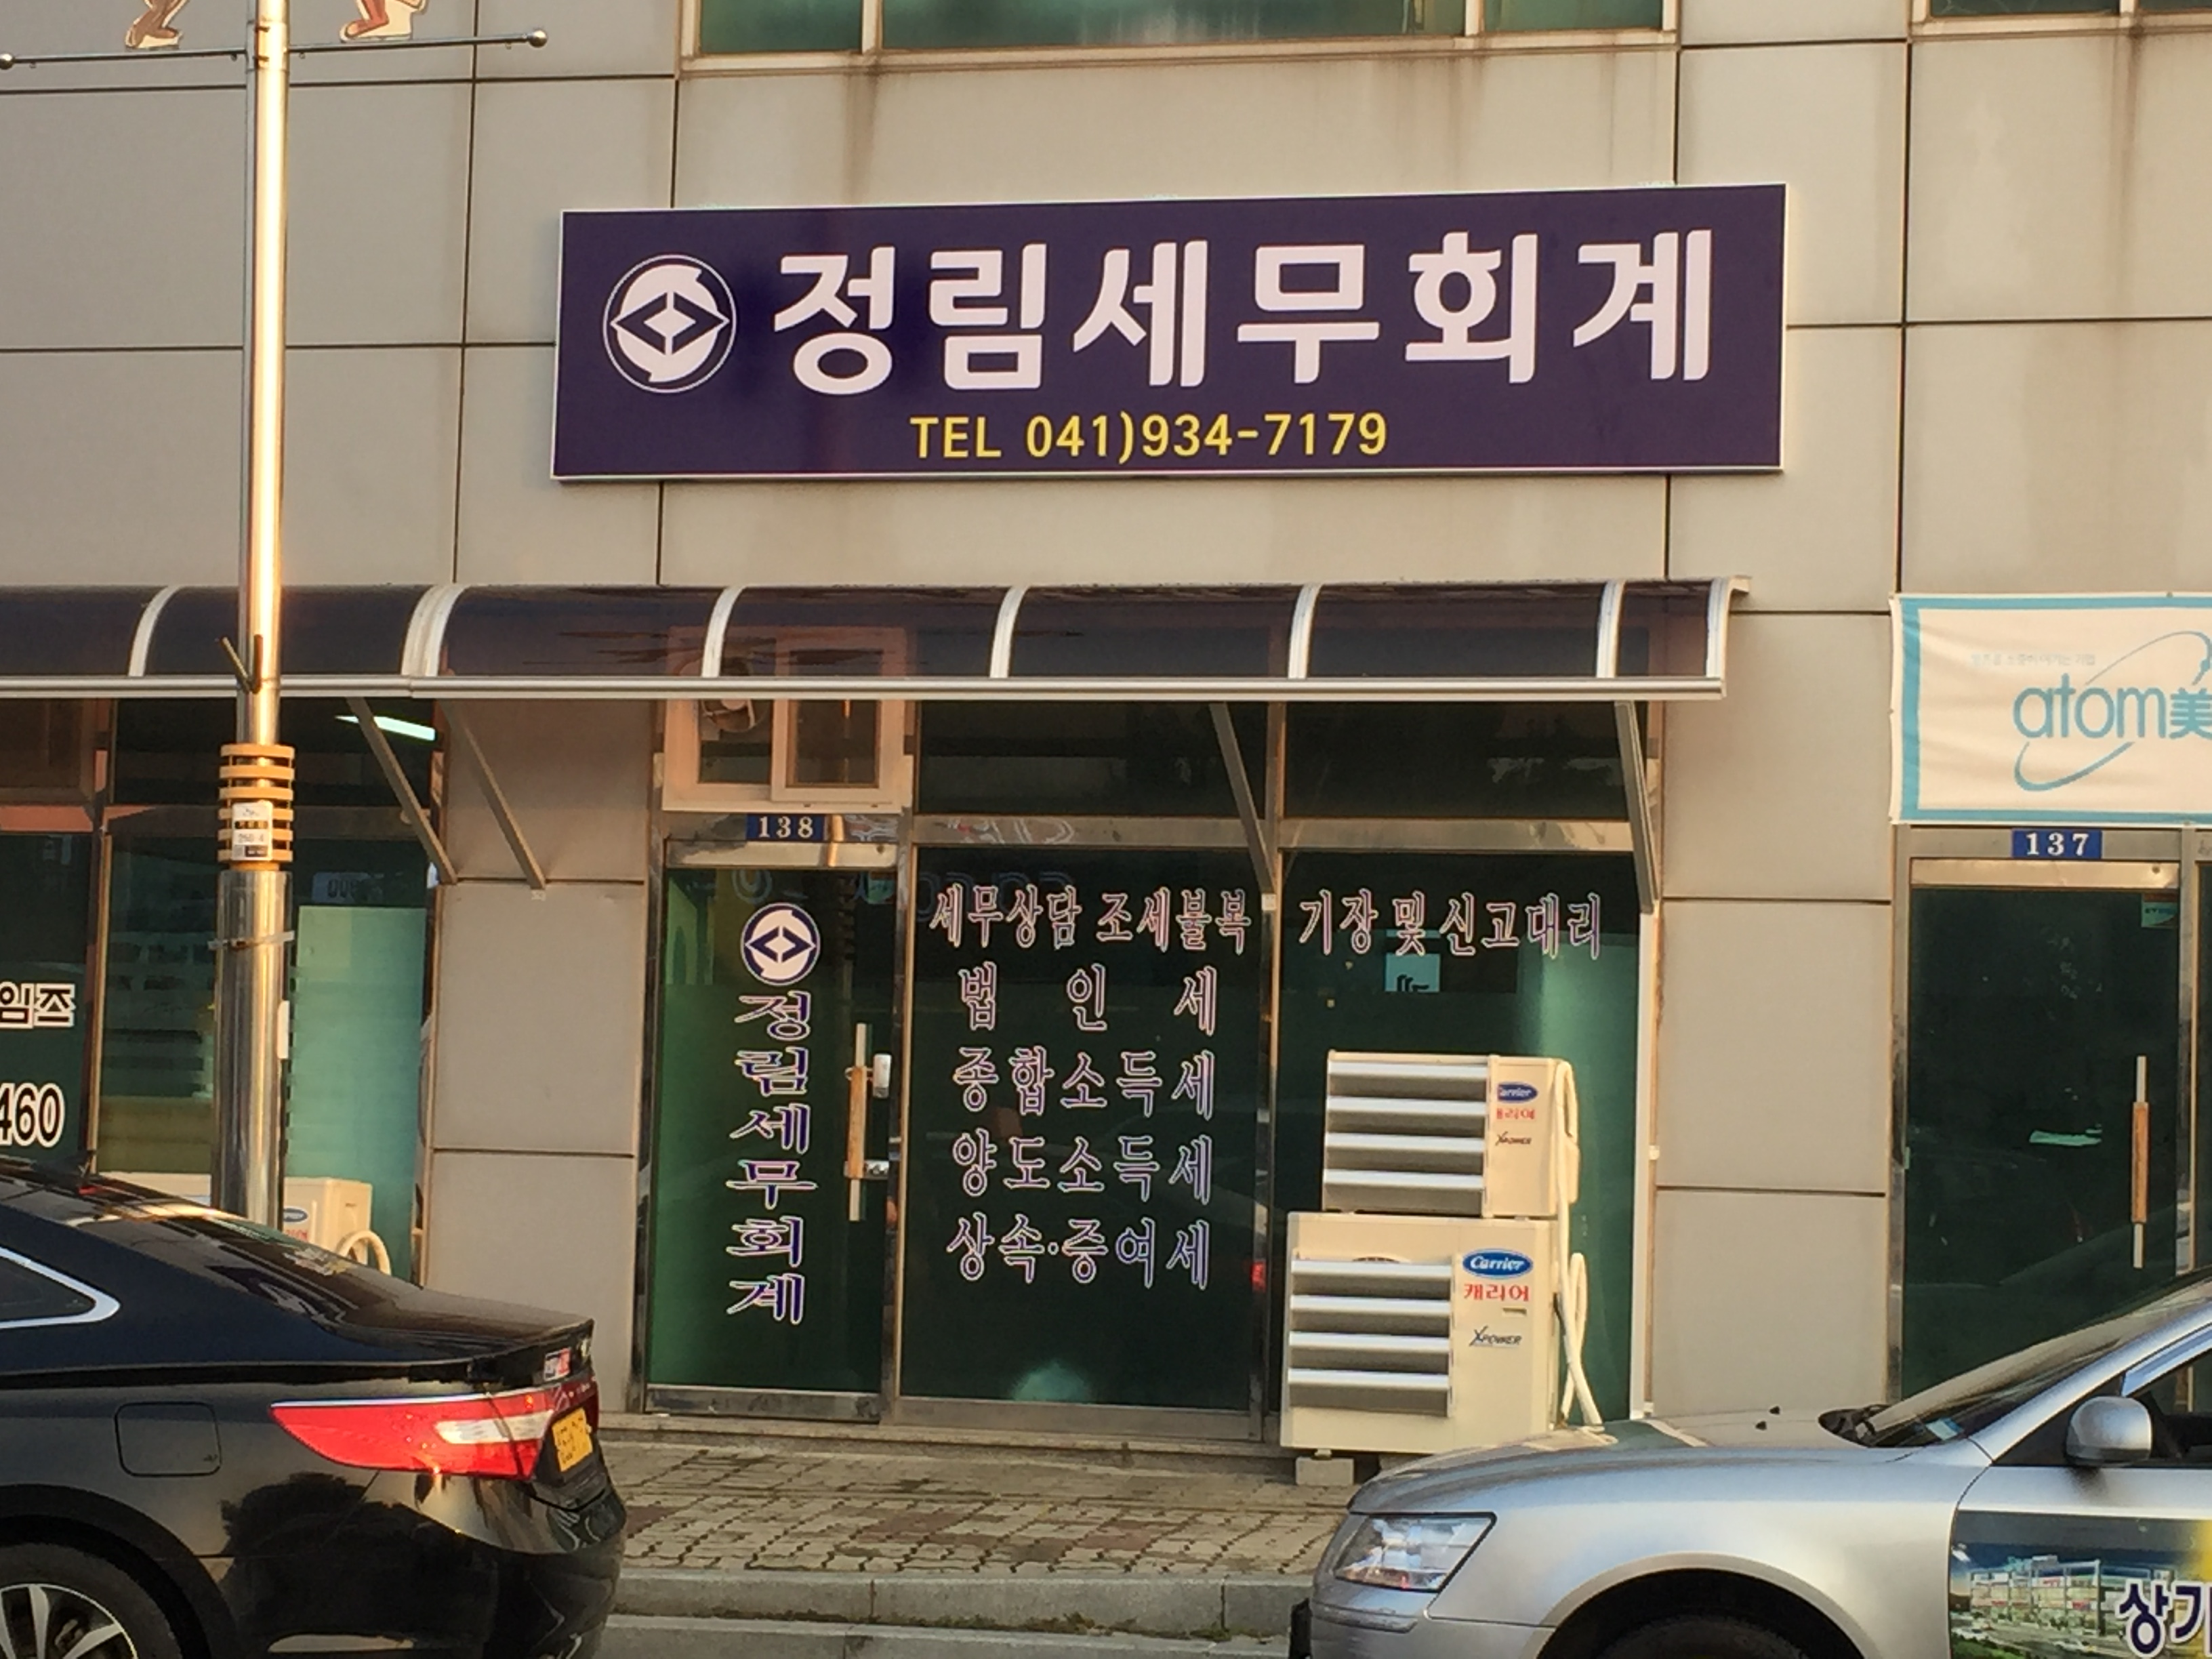 정림세무회계
TEL 041)934-7179
atom美
138
137
세무상담 조세불복 기장 및 신고대리
법 인 세
종합소득세
양도소득세
상속·증여세
정림세무회계
임즈
460
Carrier
캐리어
XPOWER
Carrier
캐리어
XPOWER
상가